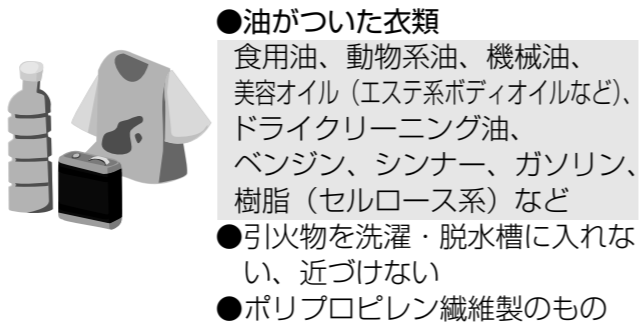 ●油がついた衣類
食用油、動物系油、機械油、
美容オイル（エステ系ボディオイルなど）、
ドライクリーニング油、
ベンジン、シンナー、ガソリン、
樹脂（セルロース系）など
●引火物を洗濯・脱水槽に入れな
い、近づけない
●ポリプロピレン繊維製のもの